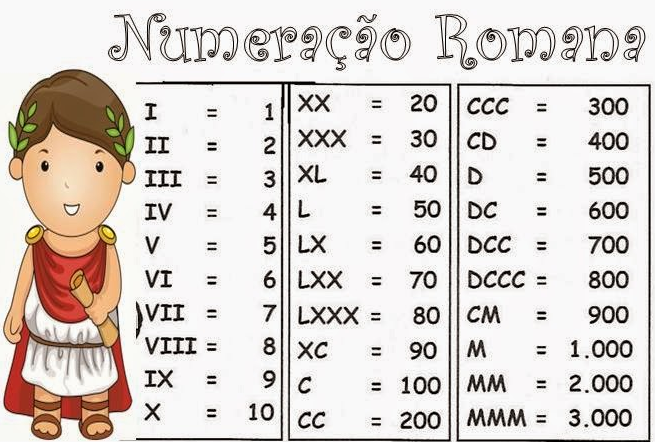 Numeração Romana
I = 1
II = 2
III = 3
IV = 4
V = 5
VI = 6
VII = 7
VIII = 8
IX = 9
X = 10
XX = 20
XXX = 30
XL = 40
L = 50
LX = 60
LXX = 70
LXXX = 80
XC = 90
C = 100
CC = 200
CCC = 300
CD = 400
D = 500
DC = 600
DCC = 700
DCCC = 800
CM = 900
M = 1.000
MM = 2.000
MMM = 3.000